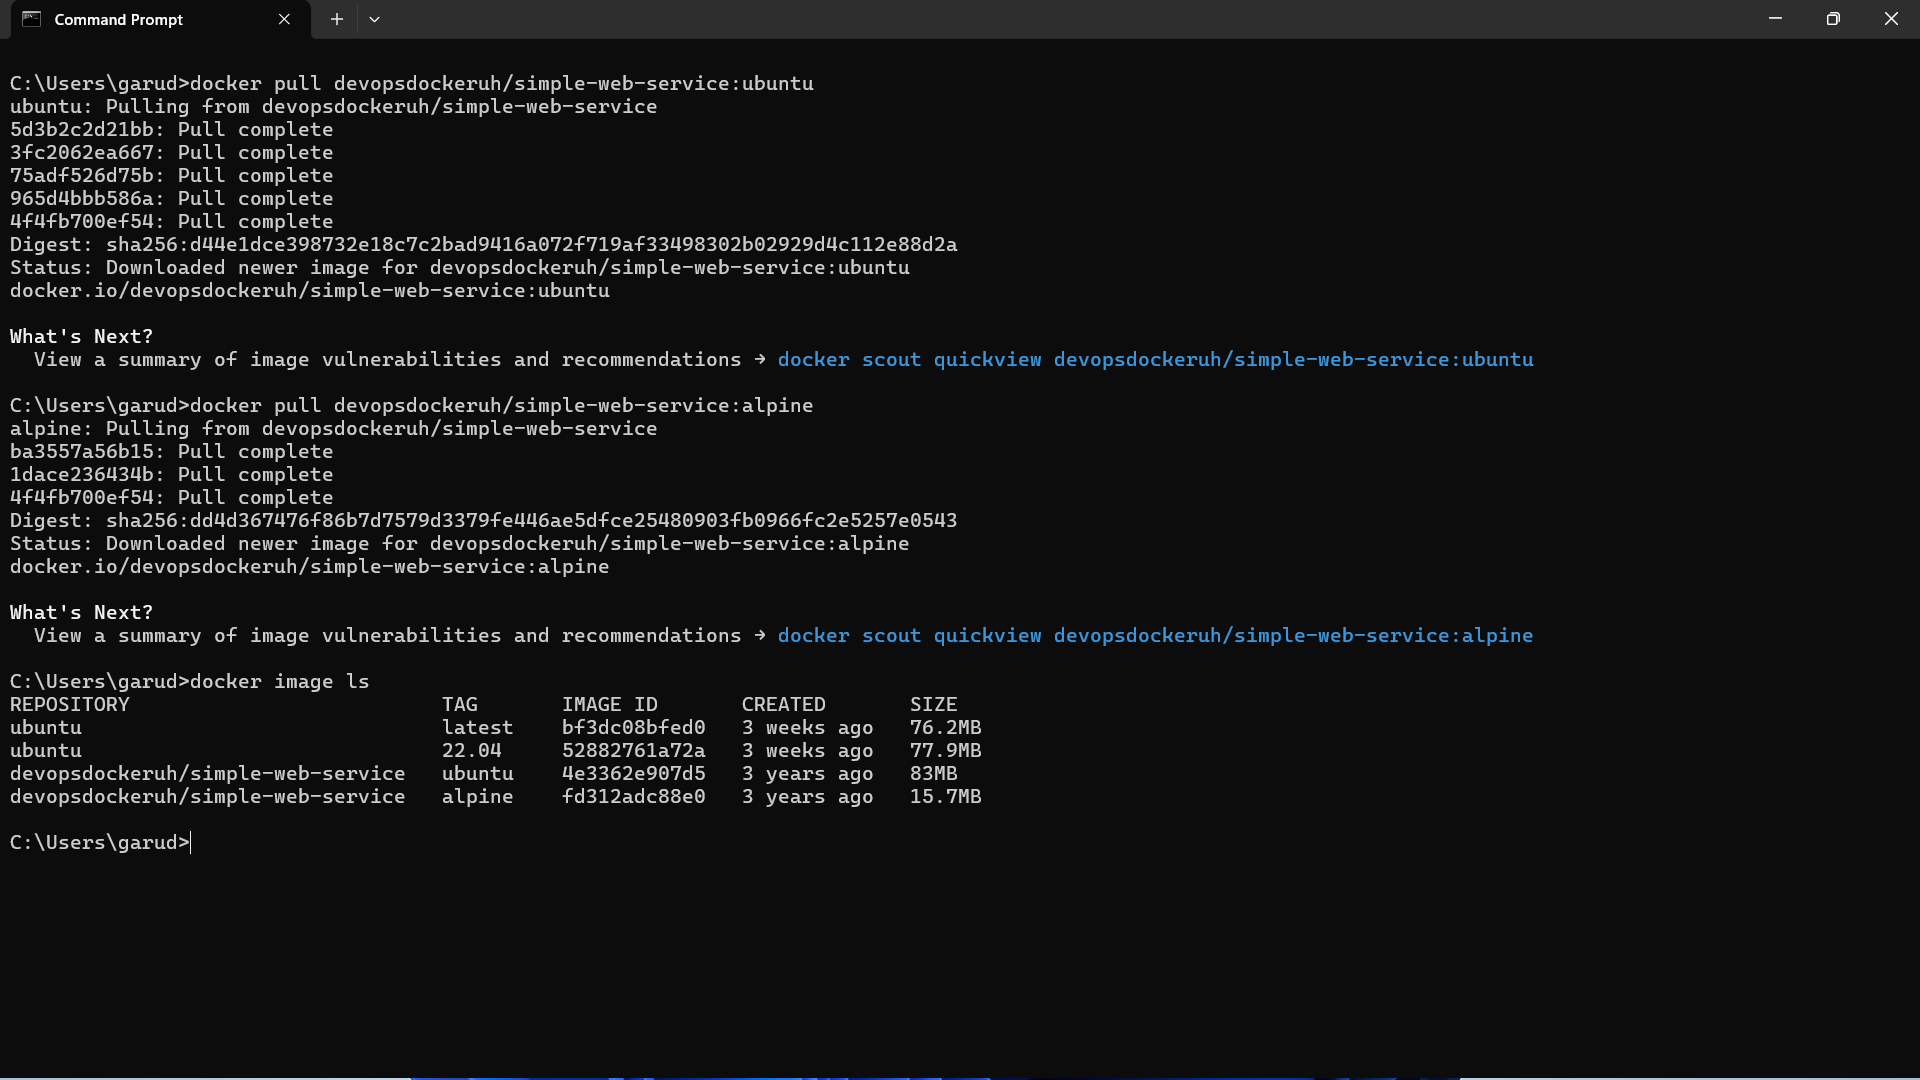 Command Prompt
C:\Users\garud>docker pull devopsdockeruh/simple-web-service:ubuntu
ubuntu: Pulling from devopsdockeruh/simple-web-service
5d3b2c2d21bb: Pull complete
3fc2062ea667: Pull complete
75adf526d75b: Pull complete
965d4bbb586a: Pull complete
4f4fb700ef54: Pull complete
Digest: sha256:d44e1dce398732e18c7c2bad9416a072f719af33498302b02929d4c112e88d2a
Status: Downloaded newer image for devopsdockeruh/simple-web-service:ubuntu
docker.io/devopsdockeruh/simple-web-service:ubuntu
What's Next?
View a summary of image vulnerabilities and recommendations → docker scout quickview devopsdockeruh/simple-web-service:ubuntu
C:\Users\garud>docker pull devopsdockeruh/simple-web-service:alpine
alpine: Pulling from devopsdockeruh/simple-web-service
ba3557a56b15: Pull complete
1dace236434b: Pull complete
4f4fb700ef54: Pull complete
Digest: sha256:dd4d367476f86b7d7579d3379fe446ae5dfce25480903fb0966fc2e5257e0543
Status: Downloaded newer image for devopsdockeruh/simple-web-service:alpine
docker.io/devopsdockeruh/simple-web-service:alpine
What's Next?
View a summary of image vulnerabilities and recommendations → docker scout quickview devopsdockeruh/simple-web-service:alpine
C:\Users\garud>docker image ls
REPOSITORY TAG IMAGE ID CREATED SIZE
ubuntu latest bf3dc08bfed0 3 weeks ago 76.2MB
ubuntu 22.04 52882761a72a 3 weeks ago 77.9MB
devopsdockeruh/simple-web-service ubuntu 4e3362e907d5 3 years ago 83MB
devopsdockeruh/simple-web-service alpine fd312adc88e0 3 years ago 15.7MB
C:\Users\garud>